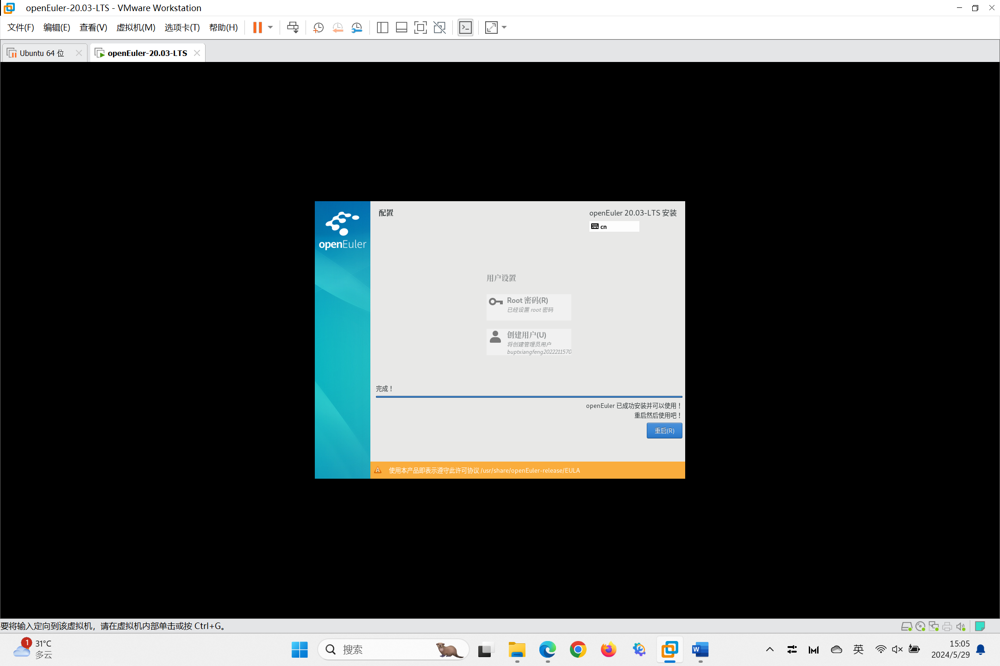 openEuler-20.03-LTS - VMware Workstation
文件(F) 编辑(E) 查看(V) 虚拟机(M) 选项卡(T) 帮助(H)
Ubuntu 64 位
openEuler-20.03-LTS
openEuler
配置
openEuler 20.03-LTS 安装
cn
用户设置
Root 密码(R)
已经设置 root 密码
创建用户(U)
将创建管理员用户
buptxiangfeng2022211570
完成！
openEuler 已成功安装并可以使用！
重启然后使用吧！
重启(R)
使用本产品即表示遵守此许可协议 /usr/share/openEuler-release/EULA
要将输入定向到该虚拟机，请在虚拟机内部单击或按 Ctrl+G。
1
31°C
多云
搜索
W
英
15:05
2024/5/29